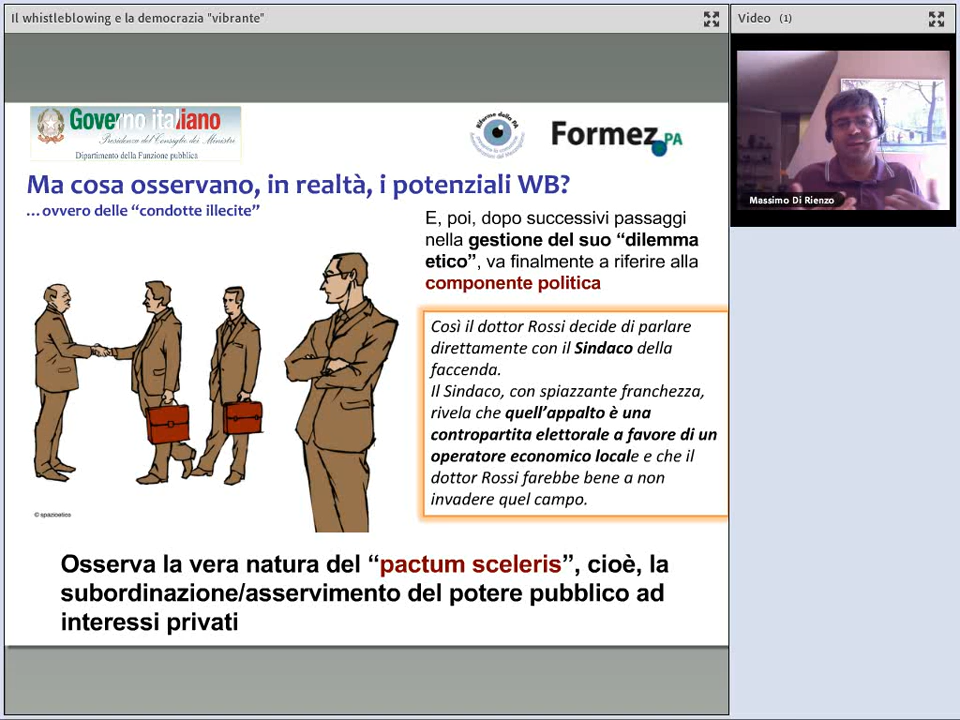 Il whistleblowing e la democrazia "vibrante"
Video (1)
Governo italiano
Presidenza del Consiglio dei Ministri
Dipartimento della Funzione pubblica
Riforme della PA
Formez PA
Massimo Di Rienzo
Ma cosa osservano, in realtà, i potenziali WB?
...ovvero delle “condotte illecite”
E, poi, dopo successivi passaggi
nella gestione del suo “dilemma
etico”, va finalmente a riferire alla
componente politica
Così il dottor Rossi decide di parlare
direttamente con il Sindaco della
faccenda.
Il Sindaco, con spiazzante franchezza,
rivela che quell’appalto è una
contropartita elettorale a favore di un
operatore economico locale e che il
dottor Rossi farebbe bene a non
invadere quel campo.
© spazioetico
Osserva la vera natura del “pactum sceleris”, cioè, la
subordinazione/asservimento del potere pubblico ad
interessi privati